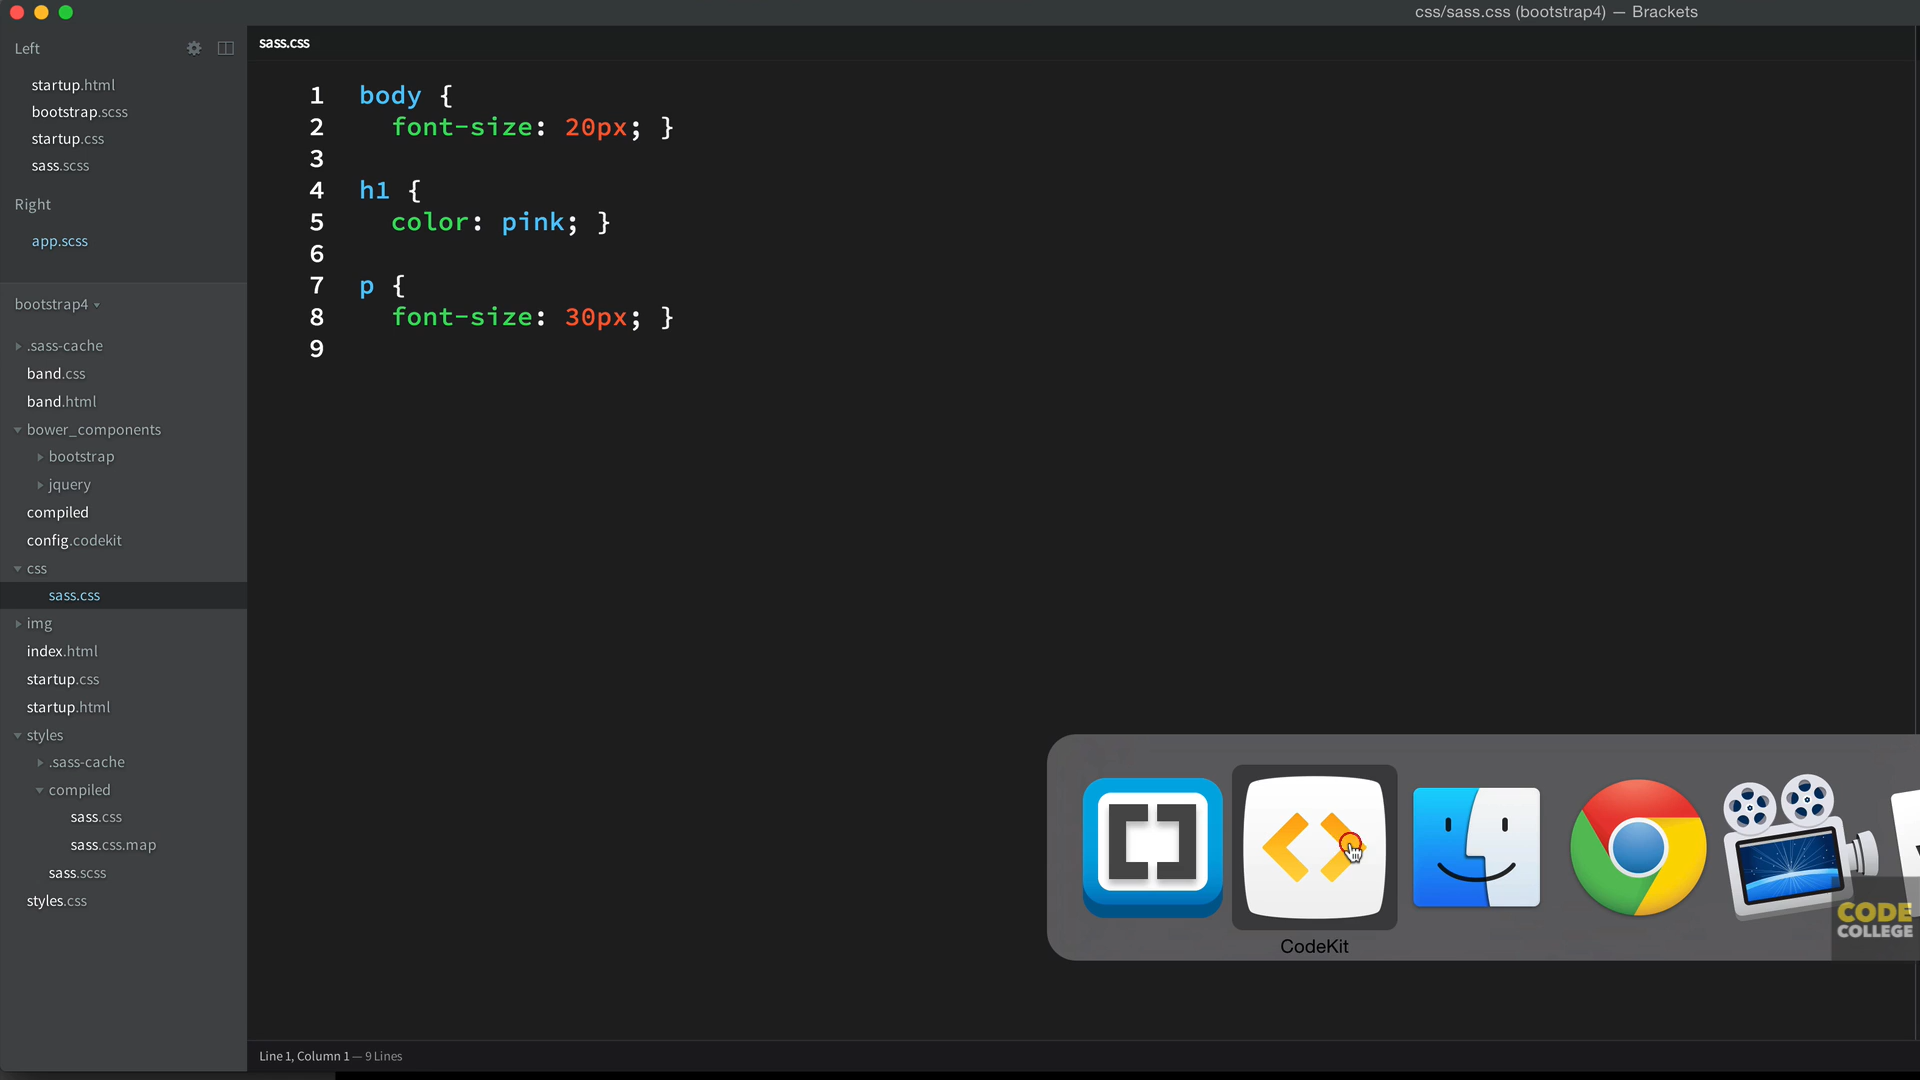 css/sass.css (bootstrap4) — Brackets
Left
startup.html
bootstrap.scss
startup.css
sass.scss
Right
app.scss
bootstrap4
.sass-cache
band.css
band.html
bower_components
bootstrap
jquery
compiled
config.codekit
css
sass.css
img
index.html
startup.css
startup.html
styles
.sass-cache
compiled
sass.css
sass.css.map
sass.scss
styles.css
sass.css
1 body {
2 font-size: 20px; }
3
4 h1 {
5 color: pink; }
6
7 p {
8 font-size: 30px; }
9
CodeKit
CODE
COLLEGE
Line 1, Column 1 — 9 Lines